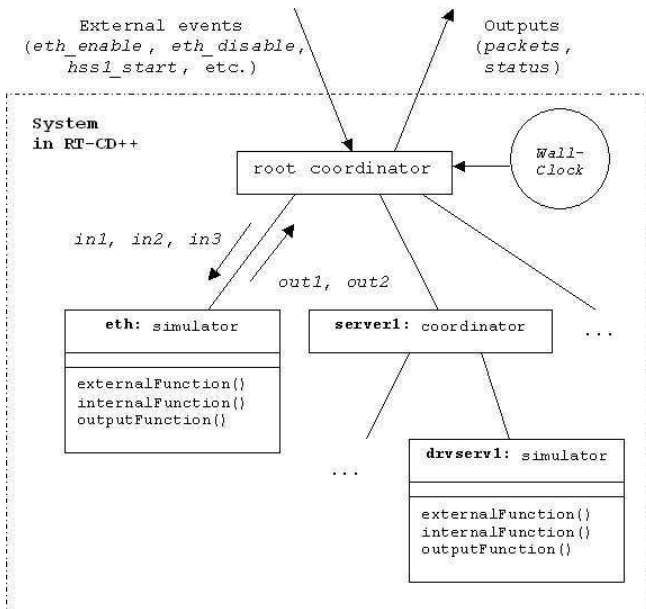 External events
(eth_enable, eth_disable,
hss1_start, etc.)
Outputs
(packets,
status)
System
in RT-CD++
root coordinator
Wall-
Clock
in1, in2, in3
out1, out2
eth: simulator
externalFunction()
internalFunction()
outputFunction()
server1: coordinator
...
...
drvserv1: simulator
externalFunction()
internalFunction()
outputFunction()